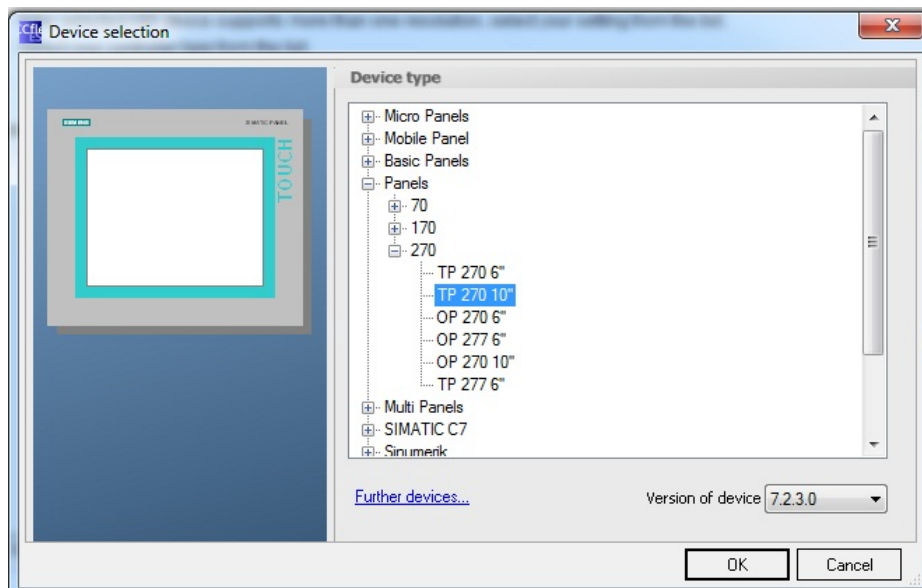 Device selection
SIEMENS
SIMATIC PANEL
TOUCH
Device type
Micro Panels
Mobile Panel
Basic Panels
Panels
70
170
270
TP 270 6"
TP 270 10"
OP 270 6"
OP 277 6"
OP 270 10"
TP 277 6"
Multi Panels
SIMATIC C7
Sinumerik
Further devices...
Version of device 7.2.3.0
OK Cancel